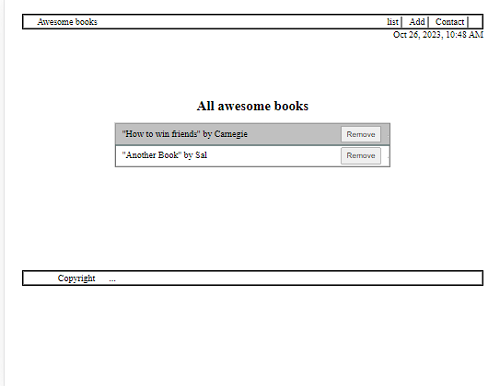 Awesome books list Add Contact
Oct 26, 2023, 10:48 AM
All awesome books
"How to win friends" by Carnegie Remove
"Another Book" by Sal Remove
Copyright ...